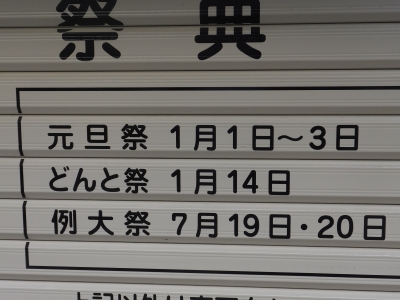 祭典
元旦祭 1月1日〜3日
どんと祭 1月14日
例大祭 7月19日・20日